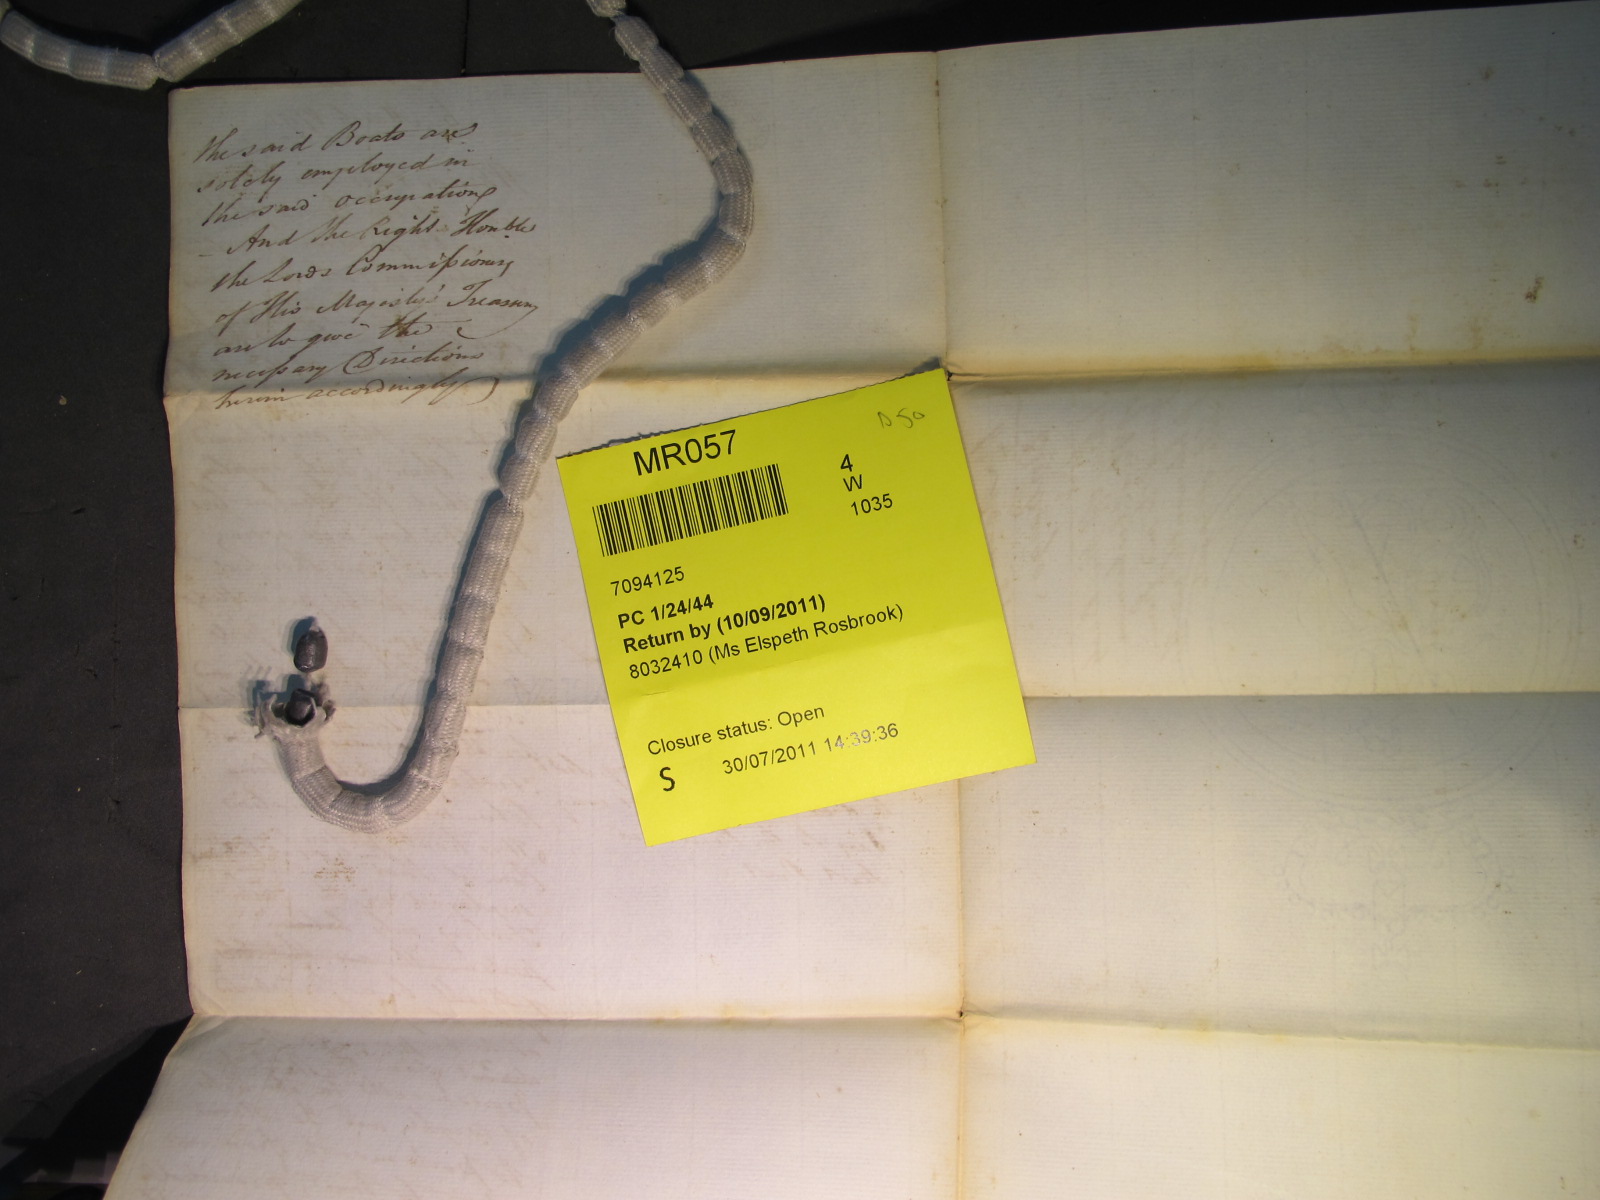 the said Boats are
solely employed in
the said occupation
And the Right Honble
the Lords Commissioners
of His Majesty's Treasury
are to give the
necessary Directions
herein accordingly
D 50
MR057
4
W
1035
7094125
PC 1/24/44
Return by (10/09/2011)
8032410 (Ms Elspeth Rosbrook)
Closure status: Open
S 30/07/2011 14:39:36